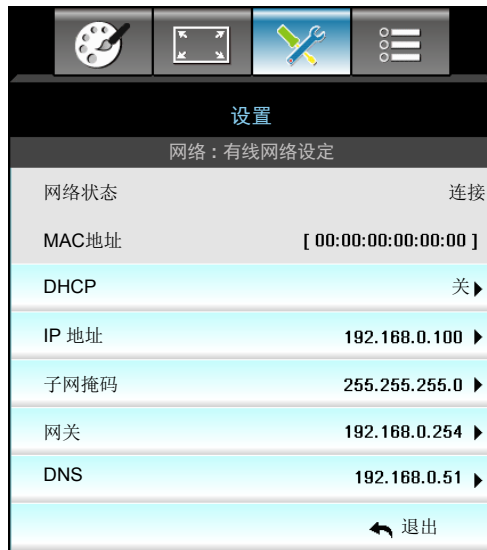 设置
网络：有线网络设定
网络状态 连接
MAC地址 [ 00:00:00:00:00:00 ]
DHCP 关
IP 地址 192.168.0.100
子网掩码 255.255.255.0
网关 192.168.0.254
DNS 192.168.0.51
退出